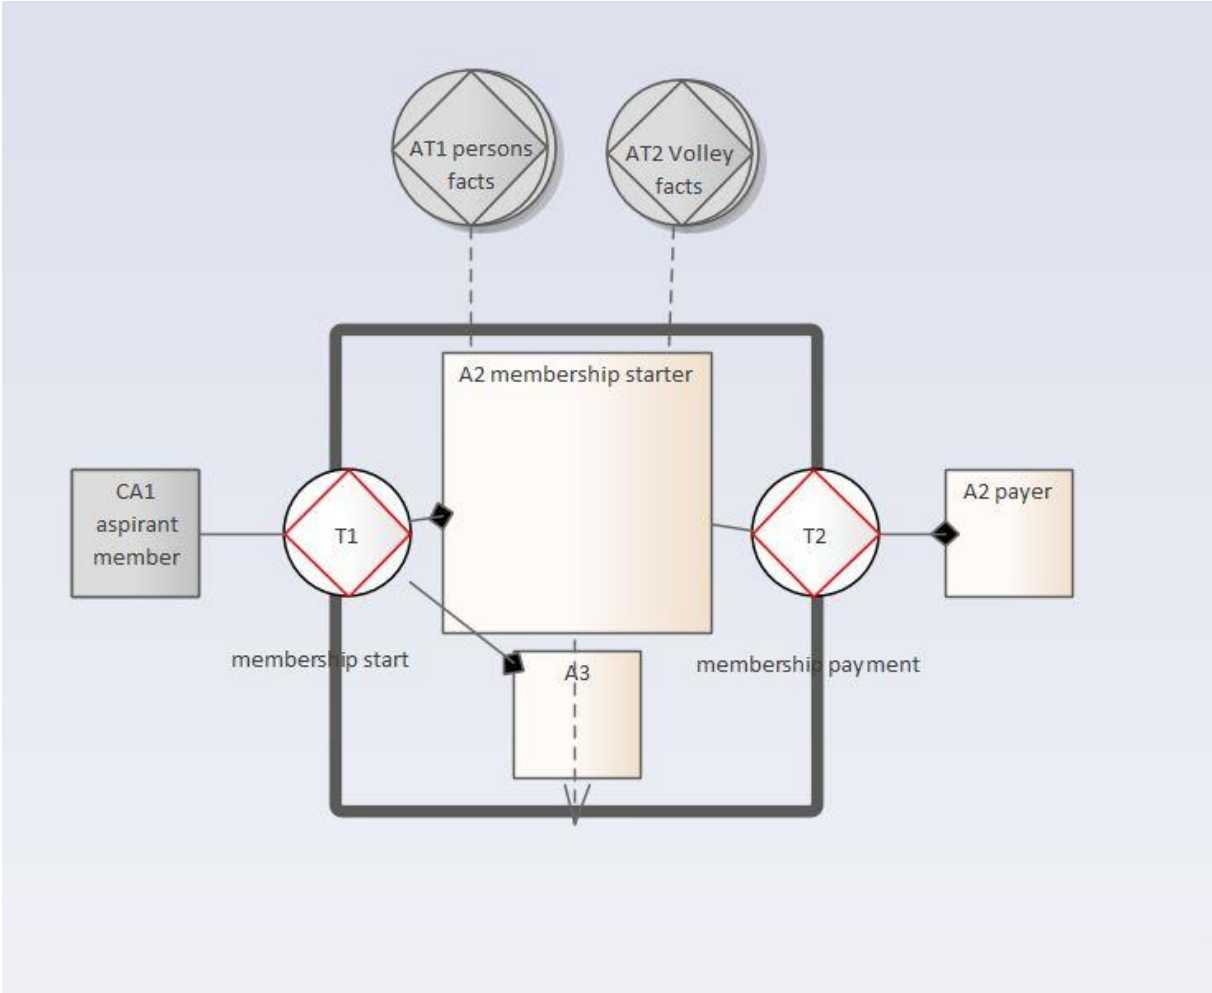 AT1 persons
facts
AT2 Volley
facts
A2 membership starter
CA1
aspirant
member
T1
T2
A2 payer
membership start
membership payment
A3